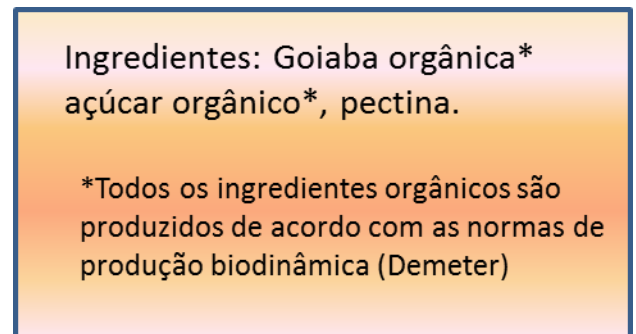 Ingredientes: Goiaba orgânica*
açúcar orgânico*, pectina.
*Todos os ingredientes orgânicos são
produzidos de acordo com as normas de
produção biodinâmica (Demeter)